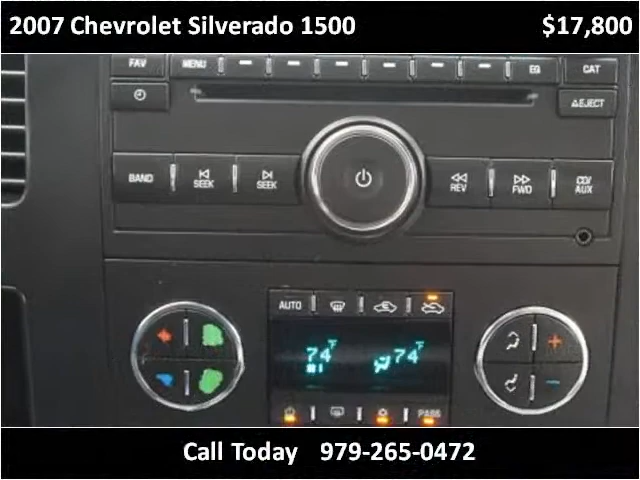 2007 Chevrolet Silverado 1500 $17,800
FAV MENU EQ CAT
EJECT
BAND SEEK SEEK REV FWD CD/AUX
AUTO
74°F 74°F
PASS
Call Today 979-265-0472